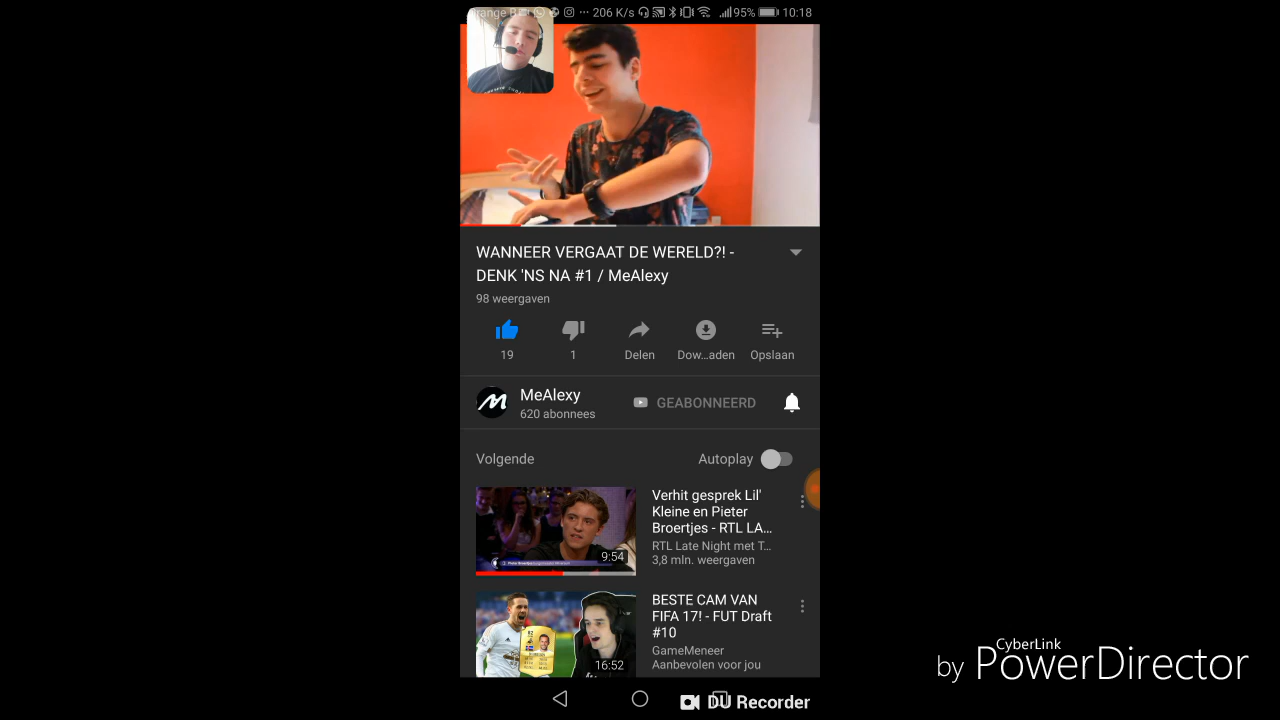 206 K/s 95% 10:18
WANNEER VERGAAT DE WERELD?! -
DENK 'NS NA #1 / MeAlexy
98 weergaven
19 1 Delen Dow...aden Opslaan
MeAlexy
620 abonnees
GEABONNEERD
Volgende
Autoplay
9:54
Verhit gesprek Lil'
Kleine en Pieter
Broertjes - RTL LA...
RTL Late Night met T...
3,8 mln. weergaven
16:52
BESTE CAM VAN
FIFA 17! - FUT Draft
#10
GameMeneer
Aanbevolen voor jou
DU Recorder
CyberLink
by PowerDirector